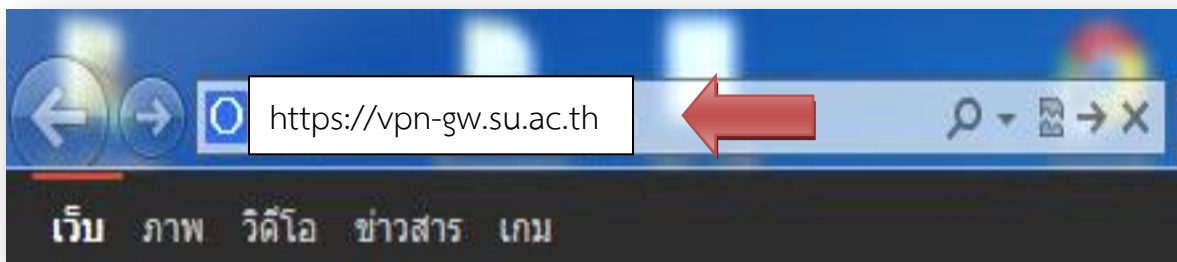 https://vpn-gw.su.ac.th
เว็บ ภาพ วิดีโอ ข่าวสาร เกม